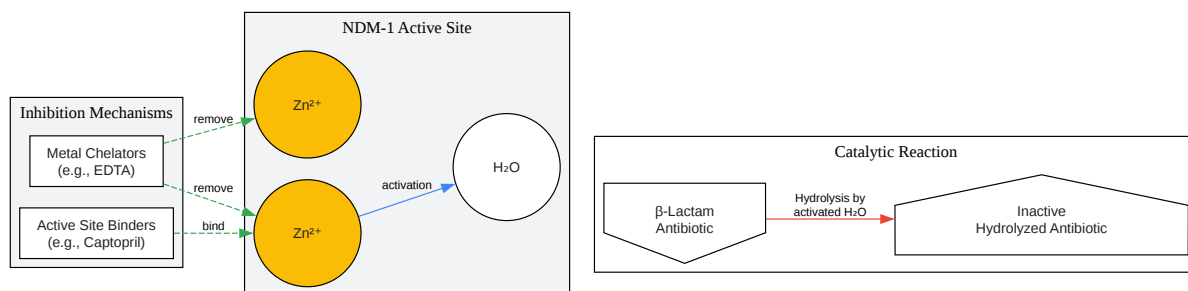 NDM-1 Active Site
Inhibition Mechanisms
Metal Chelators
(e.g., EDTA)
Active Site Binders
(e.g., Captopril)
remove
remove
bind
Zn²⁺
Zn²⁺
activation
H₂O
Catalytic Reaction
β-Lactam
Antibiotic
Hydrolysis by
activated H₂O
Inactive
Hydrolyzed Antibiotic